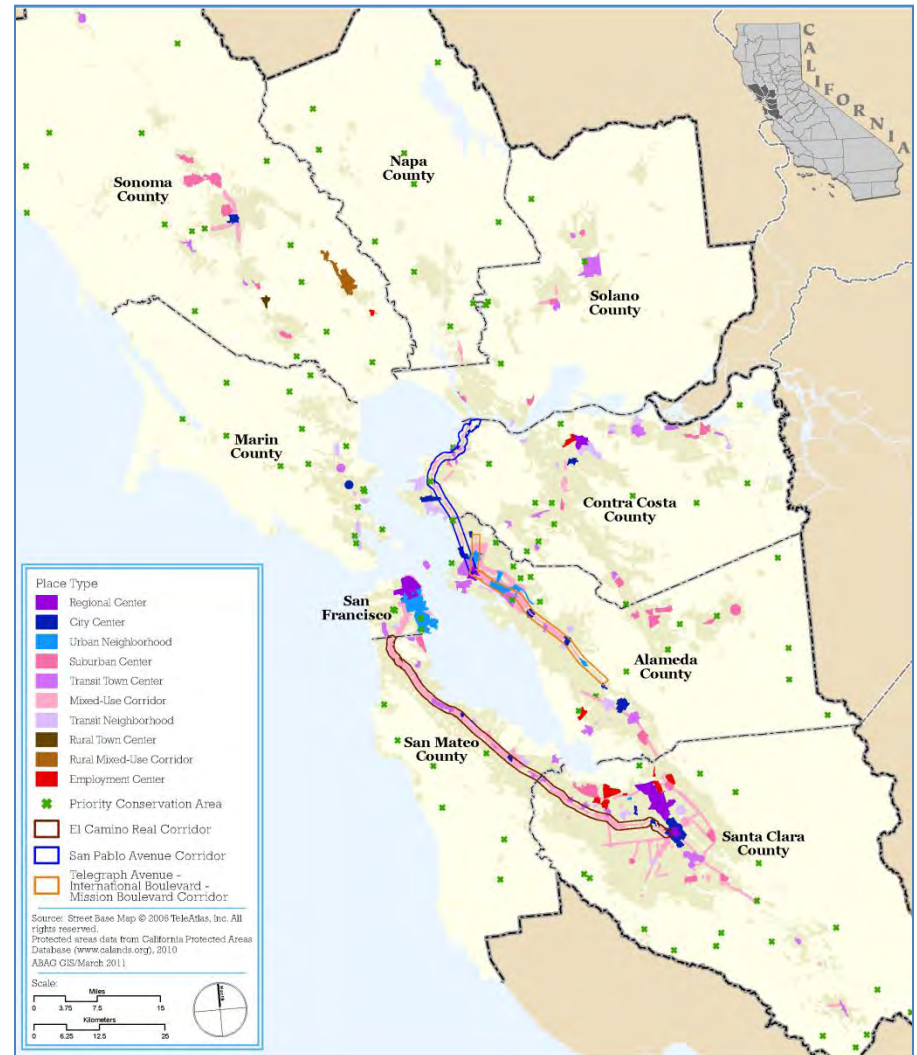 CALIFORNIA
Napa
County
Sonoma
County
Solano
County
Marin
County
Contra Costa
County
San
Francisco
Alameda
County
San Mateo
County
Santa Clara
County
Place Type
Regional Center
City Center
Urban Neighborhood
Suburban Center
Transit Town Center
Mixed-Use Corridor
Transit Neighborhood
Rural Town Center
Rural Mixed-Use Corridor
Employment Center
Priority Conservation Area
El Camino Real Corridor
San Pablo Avenue Corridor
Telegraph Avenue -
International Boulevard -
Mission Boulevard Corridor
Source: Street Base Map © 2006 TeleAtlas, Inc. All
rights reserved.
Protected areas data from California Protected Areas
Database (www.calands.org), 2010
ABAG GIS/March 2011
Scale:
Miles
0 3.75 7.5 15
Kilometers
0 6.25 12.5 25
North